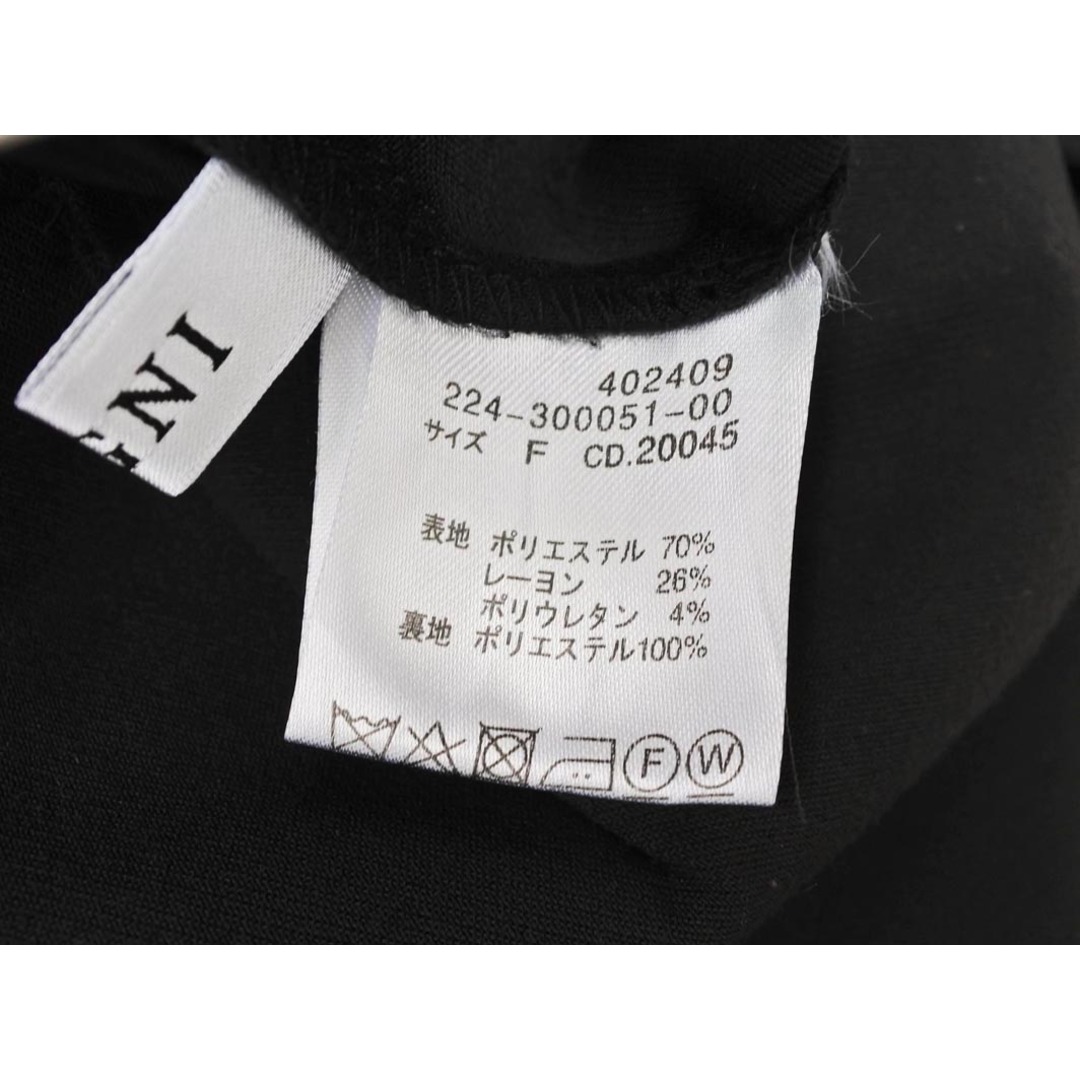 GNI
402409
224-300051-00
サイズ F CD.20045
表地 ポリエステル 70%
レーヨン 26%
ポリウレタン 4%
裏地 ポリエステル100%
F W